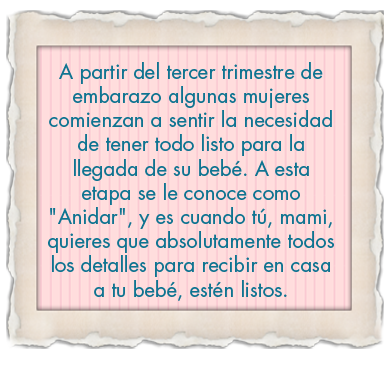 A partir del tercer trimestre de
embarazo algunas mujeres
comienzan a sentir la necesidad
de tener todo listo para la
llegada de su bebé. A esta
etapa se le conoce como
"Anidar", y es cuando tú, mami,
quieres que absolutamente todos
los detalles para recibir en casa
a tu bebé, estén listos.